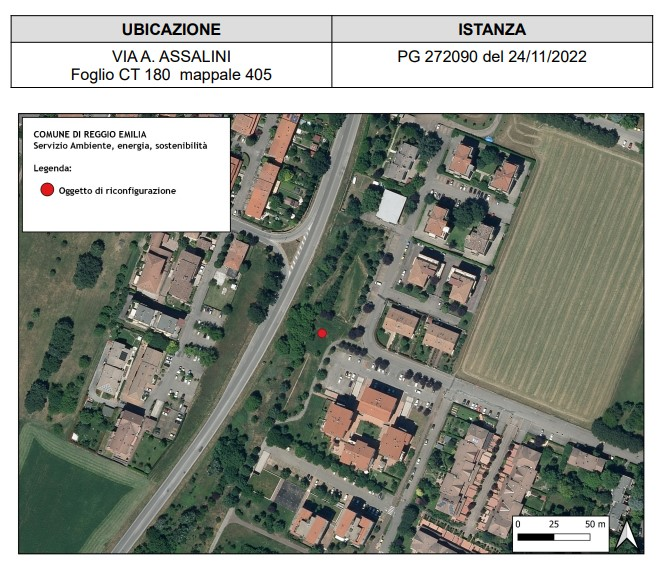 UBICAZIONE
ISTANZA
VIA A. ASSALINI
Foglio CT 180 mappale 405
PG 272090 del 24/11/2022
COMUNE DI REGGIO EMILIA
Servizio Ambiente, energia, sostenibilità
Legenda:
Oggetto di riconfigurazione
0 25 50 m